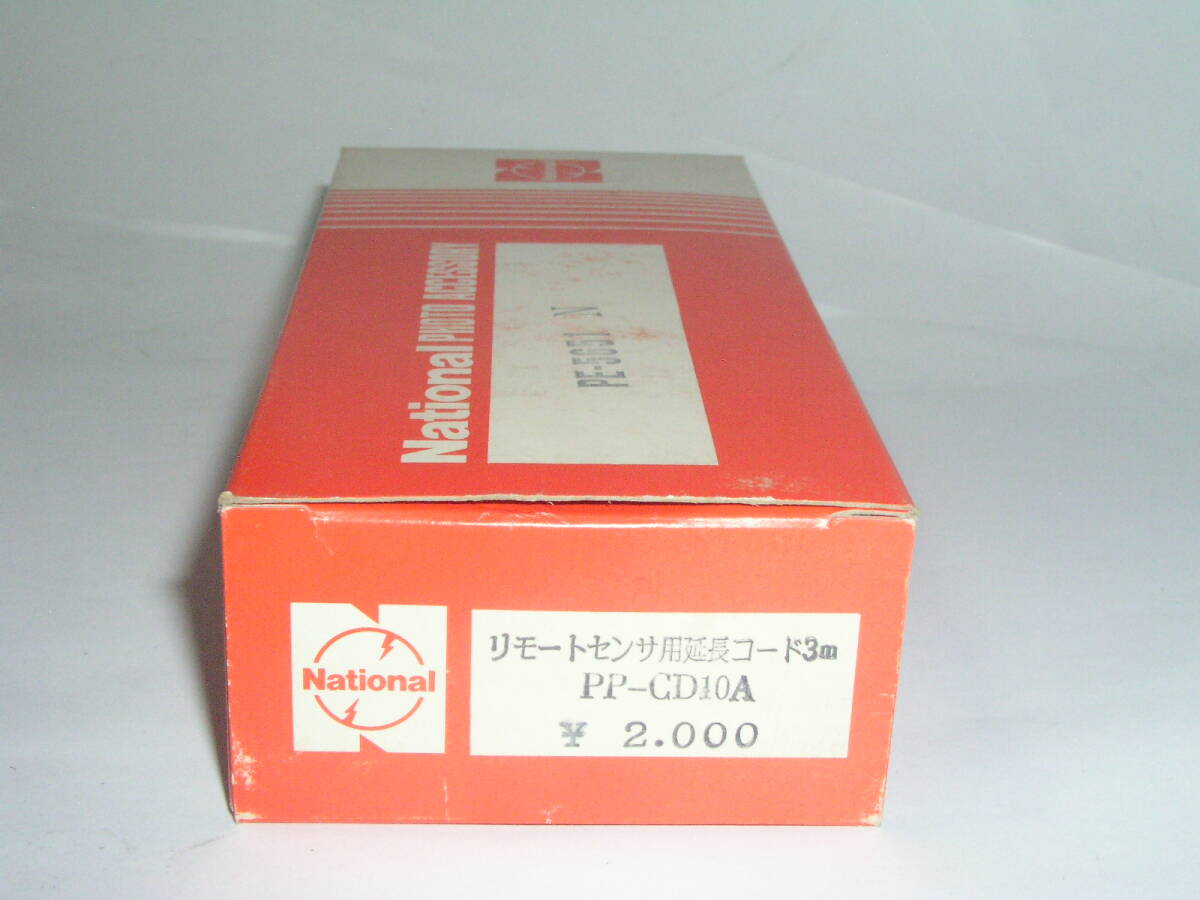 National PHOTO ACCESSORY
PE-5651 N
National
リモートセンサ用延長コード3m
PP-CD10A
¥ 2.000